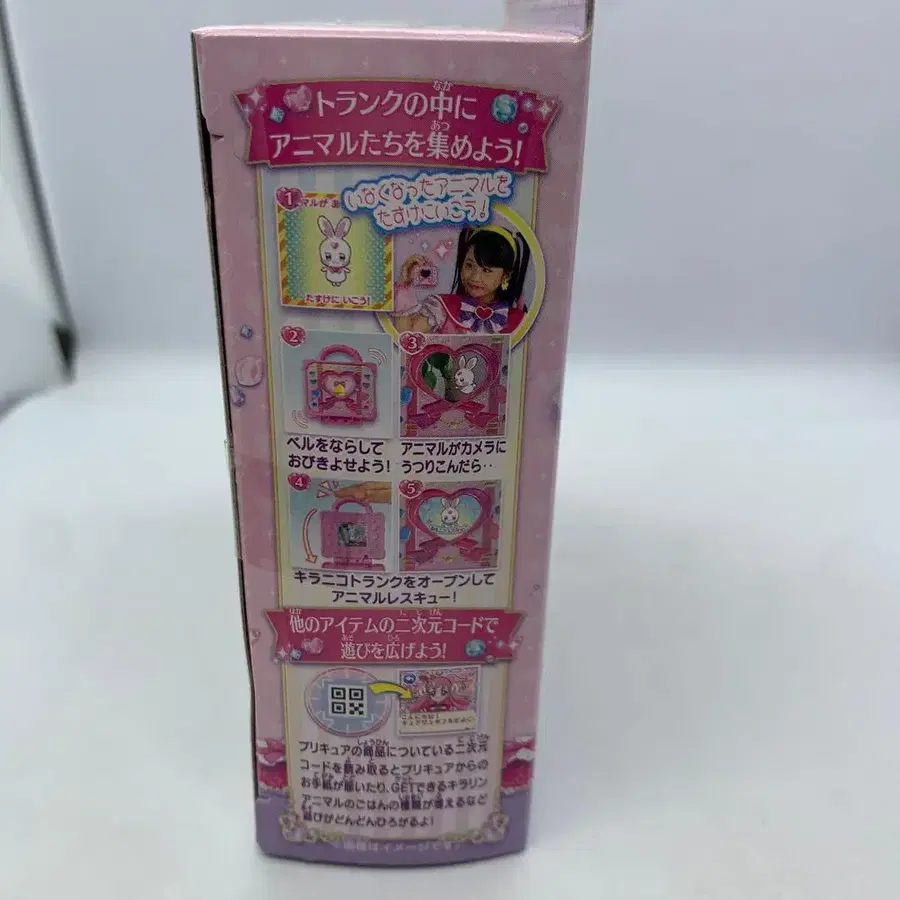 トランクの中に
アニマルたちを集めよう!
いなくなったアニマルを
たすけにいこう!
1
マルが あ
たすけに いこう!
2
3
ベルをならして
おびきよせよう!
アニマルがカメラに
うつりこんだら‥
4
5
キラニコトランクをオープンして
アニマルレスキュー!
他のアイテムの二次元コードで
遊びを広げよう!
プリキュアの商品についている二次元
コードを読み取るとプリキュアからの
お手紙が届いたり、GETできるキラリン
アニマルのごはんの種類が増えるなど
遊びがどんどんひろがるよ!